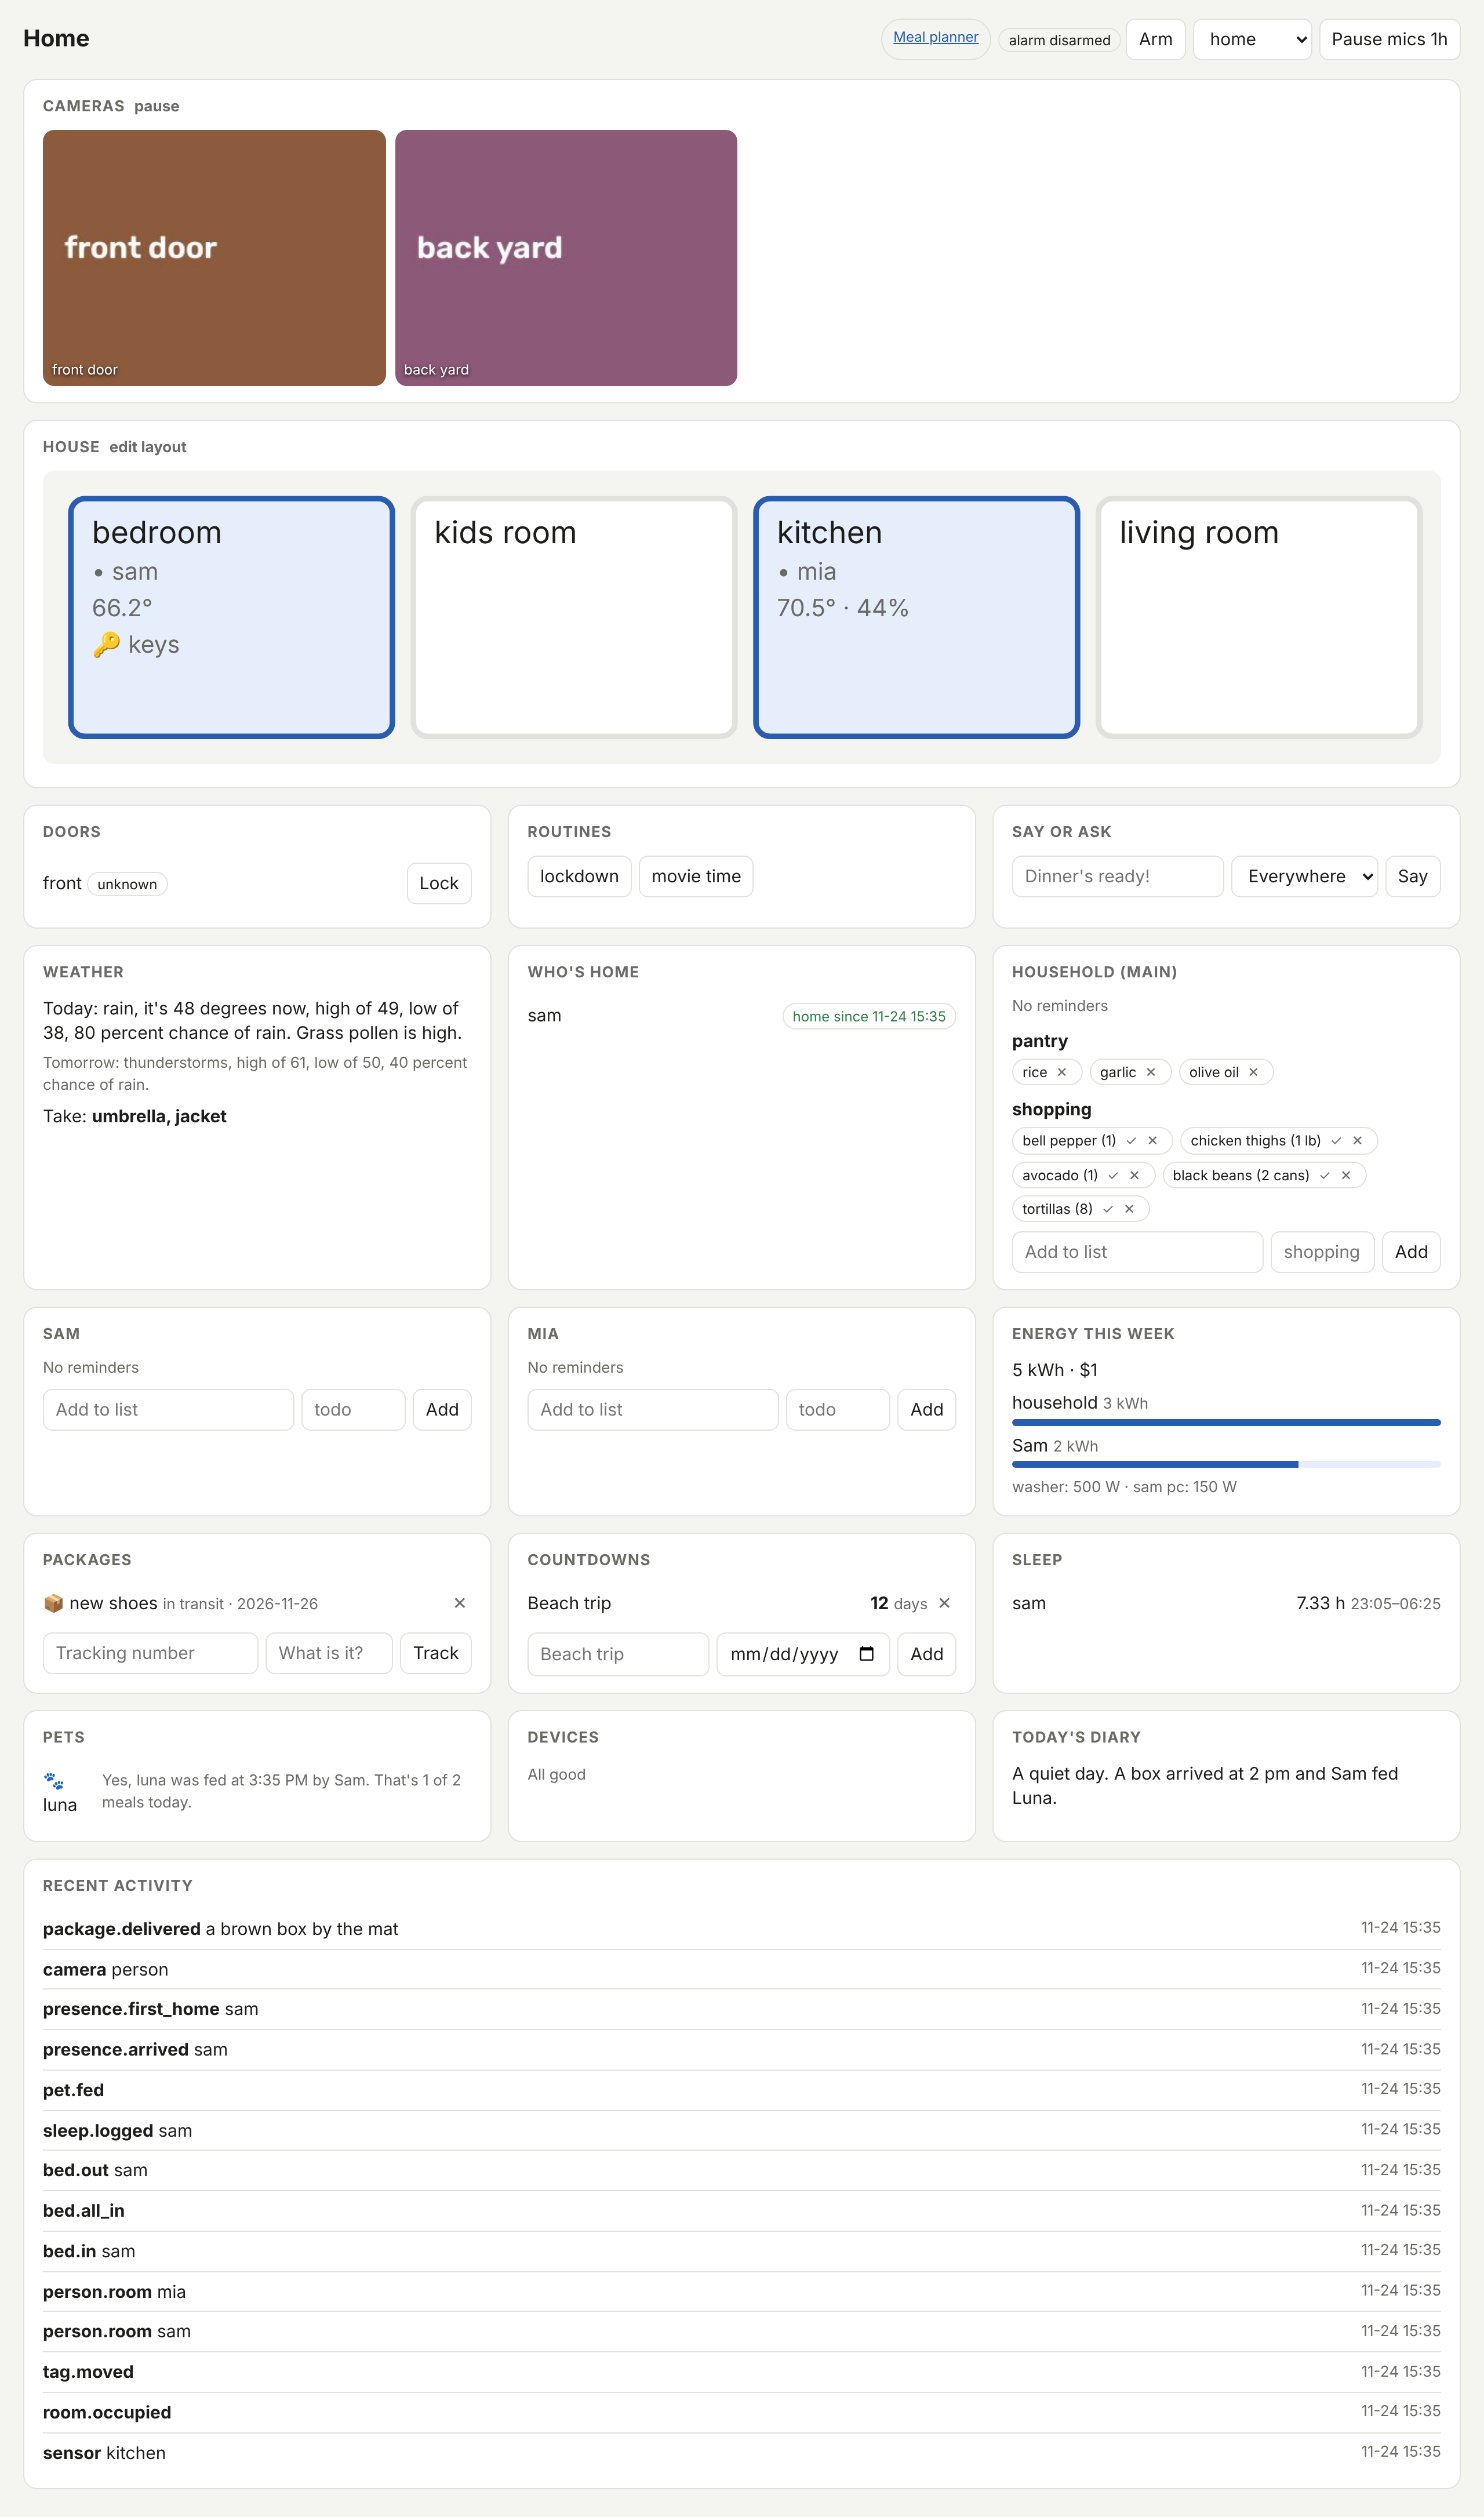 Home
Meal planner
alarm disarmed
Arm
home
Pause mics 1h
CAMERAS pause
front door
back yard
front door
back yard
HOUSE edit layout
bedroom
• sam
66.2°
🔑 keys
kids room
kitchen
• mia
70.5° · 44%
living room
DOORS
front unknown
Lock
ROUTINES
lockdown
movie time
SAY OR ASK
Dinner's ready!
Everywhere
Say
WEATHER
Today: rain, it's 48 degrees now, high of 49, low of
38, 80 percent chance of rain. Grass pollen is high.
Tomorrow: thunderstorms, high of 61, low of 50, 40 percent
chance of rain.
Take: umbrella, jacket
WHO'S HOME
sam
home since 11-24 15:35
HOUSEHOLD (MAIN)
No reminders
pantry
rice ✕ garlic ✕ olive oil ✕
shopping
bell pepper (1) ✓ ✕ chicken thighs (1 lb) ✓ ✕
avocado (1) ✓ ✕ black beans (2 cans) ✓ ✕
tortillas (8) ✓ ✕
Add to list
shopping
Add
SAM
No reminders
Add to list
todo
Add
MIA
No reminders
Add to list
todo
Add
ENERGY THIS WEEK
5 kWh · $1
household 3 kWh
Sam 2 kWh
washer: 500 W · sam pc: 150 W
PACKAGES
📦 new shoes in transit · 2026-11-26 ✕
Tracking number
What is it?
Track
COUNTDOWNS
Beach trip
12 days ✕
Beach trip
mm/dd/yyyy
Add
SLEEP
sam
7.33 h 23:05–06:25
PETS
🐾
luna
Yes, luna was fed at 3:35 PM by Sam. That's 1 of 2
meals today.
DEVICES
All good
TODAY'S DIARY
A quiet day. A box arrived at 2 pm and Sam fed
Luna.
RECENT ACTIVITY
package.delivered a brown box by the mat 11-24 15:35
camera person 11-24 15:35
presence.first_home sam 11-24 15:35
presence.arrived sam 11-24 15:35
pet.fed 11-24 15:35
sleep.logged sam 11-24 15:35
bed.out sam 11-24 15:35
bed.all_in 11-24 15:35
bed.in sam 11-24 15:35
person.room mia 11-24 15:35
person.room sam 11-24 15:35
tag.moved 11-24 15:35
room.occupied 11-24 15:35
sensor kitchen 11-24 15:35